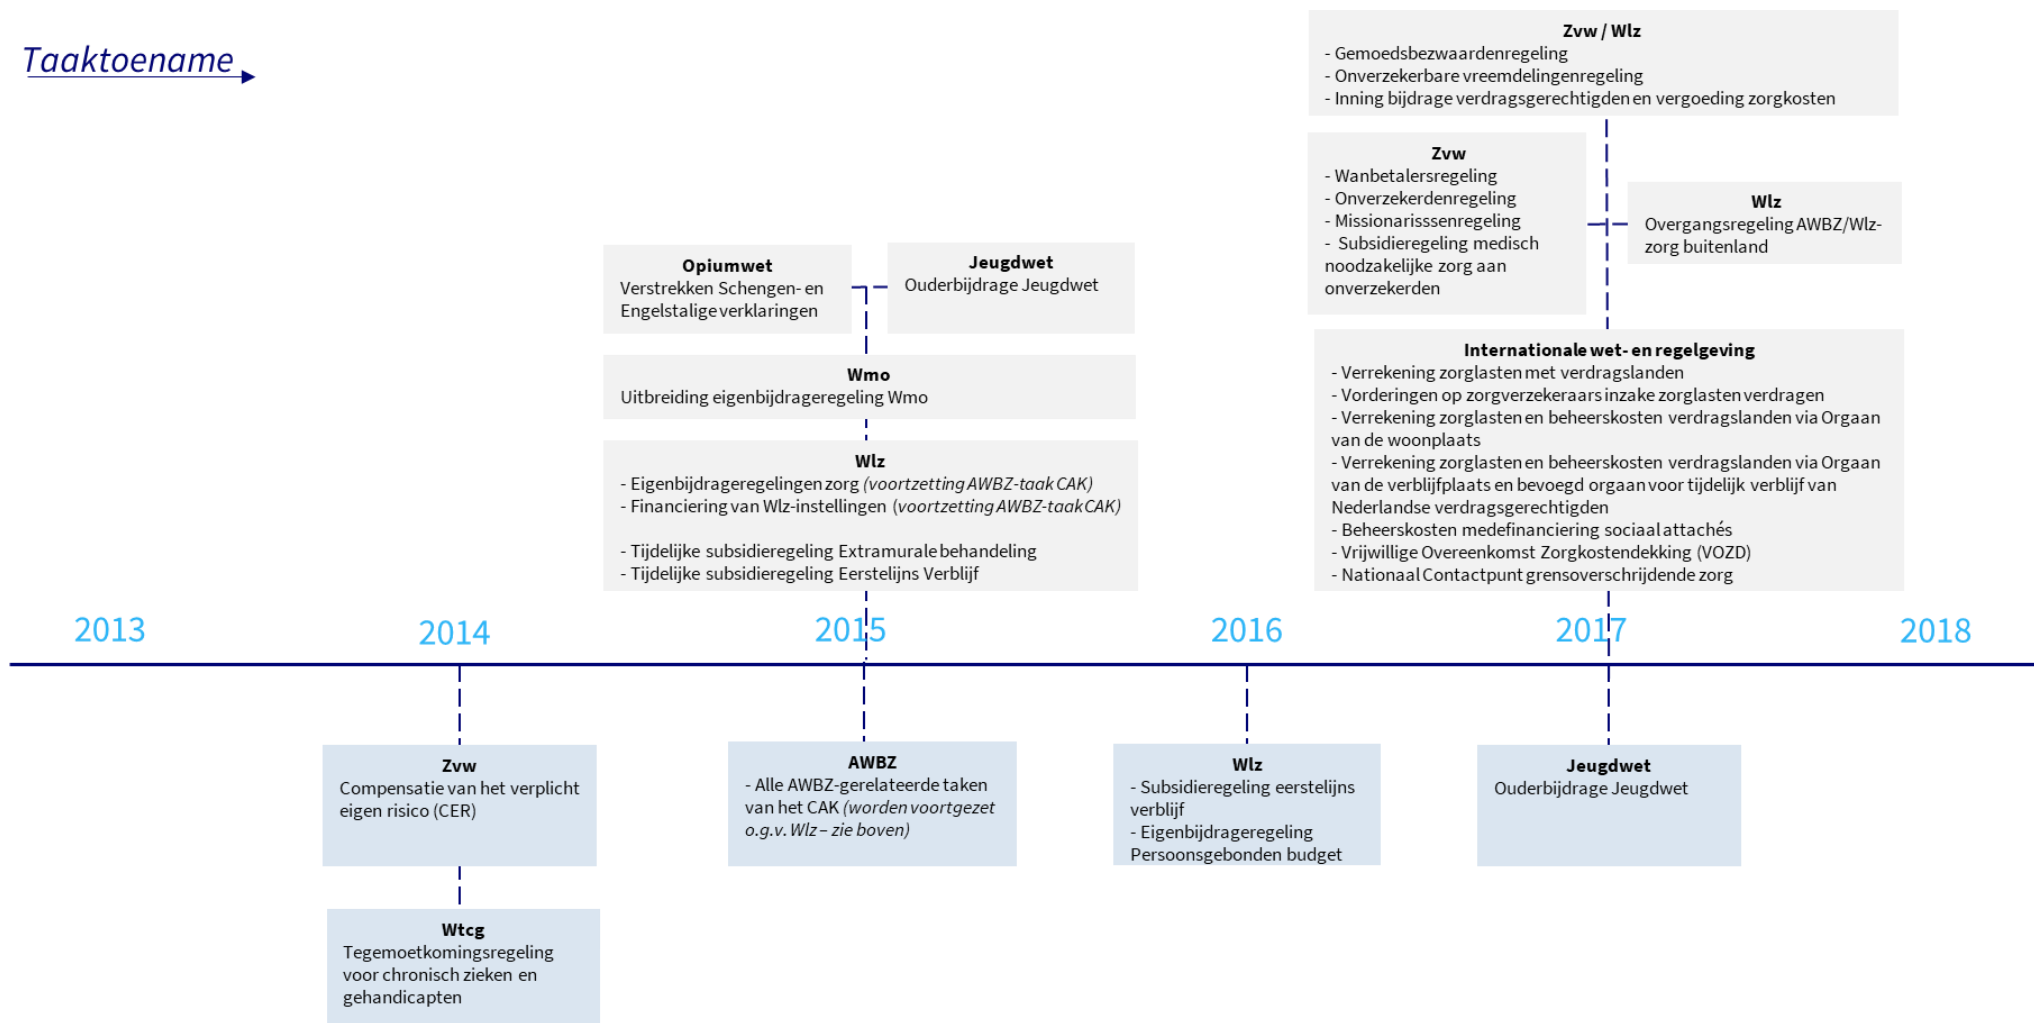 Taaktoename
Zvw / Wlz
- Gemoedsbezwaardenregeling
- Onverzekerbare vreemdelingenregeling
- Inning bijdrage verdragsgerechtigden en vergoeding zorgkosten
Zvw
- Wanbetalersregeling
- Onverzekerdenregeling
- Missionarisssenregeling
- Subsidieregeling medisch
noodzakelijke zorg aan
onverzekerden
Wlz
Overgangsregeling AWBZ/Wlz-
zorg buitenland
Opiumwet
Verstrekken Schengen- en
Engelstalige verklaringen
Jeugdwet
Ouderbijdrage Jeugdwet
Wmo
Uitbreiding eigenbijdrageregeling Wmo
Wlz
- Eigenbijdrageregelingen zorg (voortzetting AWBZ-taak CAK)
- Financiering van Wlz-instellingen (voortzetting AWBZ-taak CAK)
- Tijdelijke subsidieregeling Extramurale behandeling
- Tijdelijke subsidieregeling Eerstelijns Verblijf
Internationale wet- en regelgeving
- Verrekening zorglasten met verdragslanden
- Vorderingen op zorgverzekeraars inzake zorglasten verdragen
- Verrekening zorglasten en beheerskosten verdragslanden via Orgaan
van de woonplaats
- Verrekening zorglasten en beheerskosten verdragslanden via Orgaan
van de verblijfplaats en bevoegd orgaan voor tijdelijk verblijf van
Nederlandse verdragsgerechtigden
- Beheerskosten medefinanciering sociaal attachés
- Vrijwillige Overeenkomst Zorgkostendekking (VOZD)
- Nationaal Contactpunt grensoverschrijdende zorg
2013
2014
2015
2016
2017
2018
Zvw
Compensatie van het verplicht
eigen risico (CER)
Wtcg
Tegemoetkomingsregeling
voor chronisch zieken en
gehandicapten
AWBZ
- Alle AWBZ-gerelateerde taken
van het CAK (worden voortgezet
o.g.v. Wlz – zie boven)
Wlz
- Subsidieregeling eerstelijns
verblijf
- Eigenbijdrageregeling
Persoonsgebonden budget
Jeugdwet
Ouderbijdrage Jeugdwet